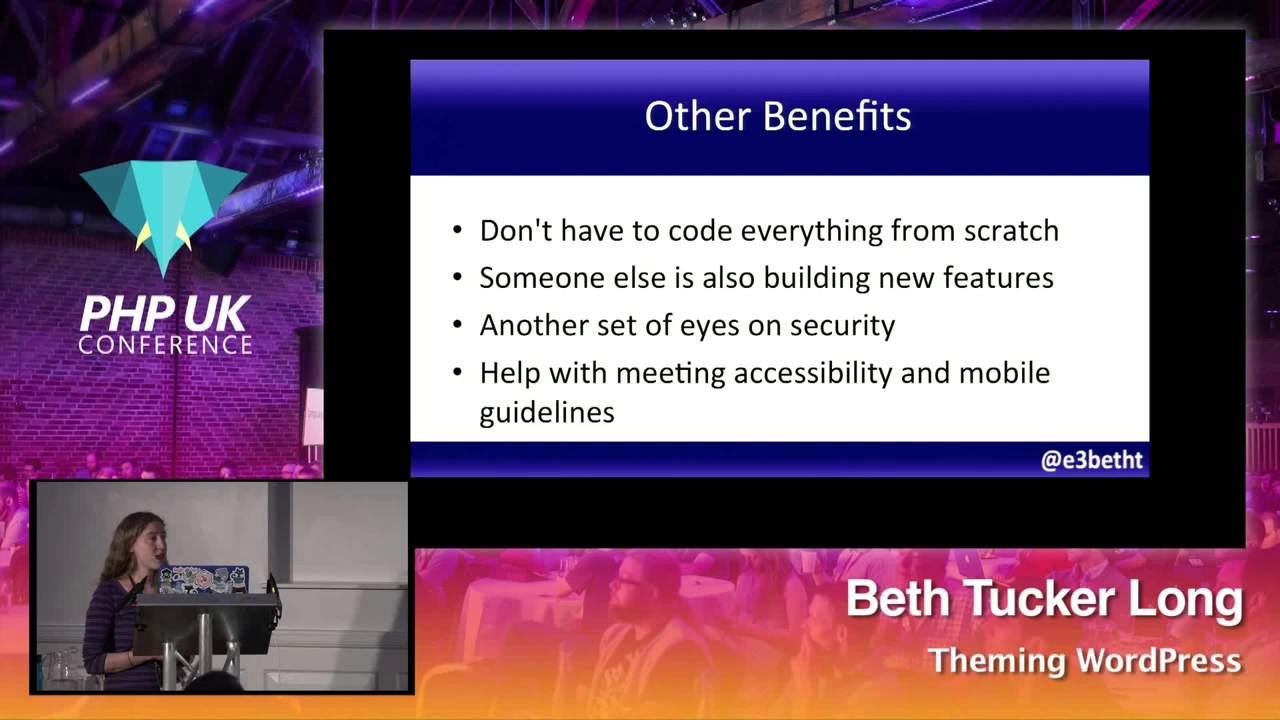 Other Benefits
• Don't have to code everything from scratch
• Someone else is also building new features
• Another set of eyes on security
• Help with meeting accessibility and mobile
guidelines
@e3betht
PHP UK
CONFERENCE
Beth Tucker Long
Theming WordPress